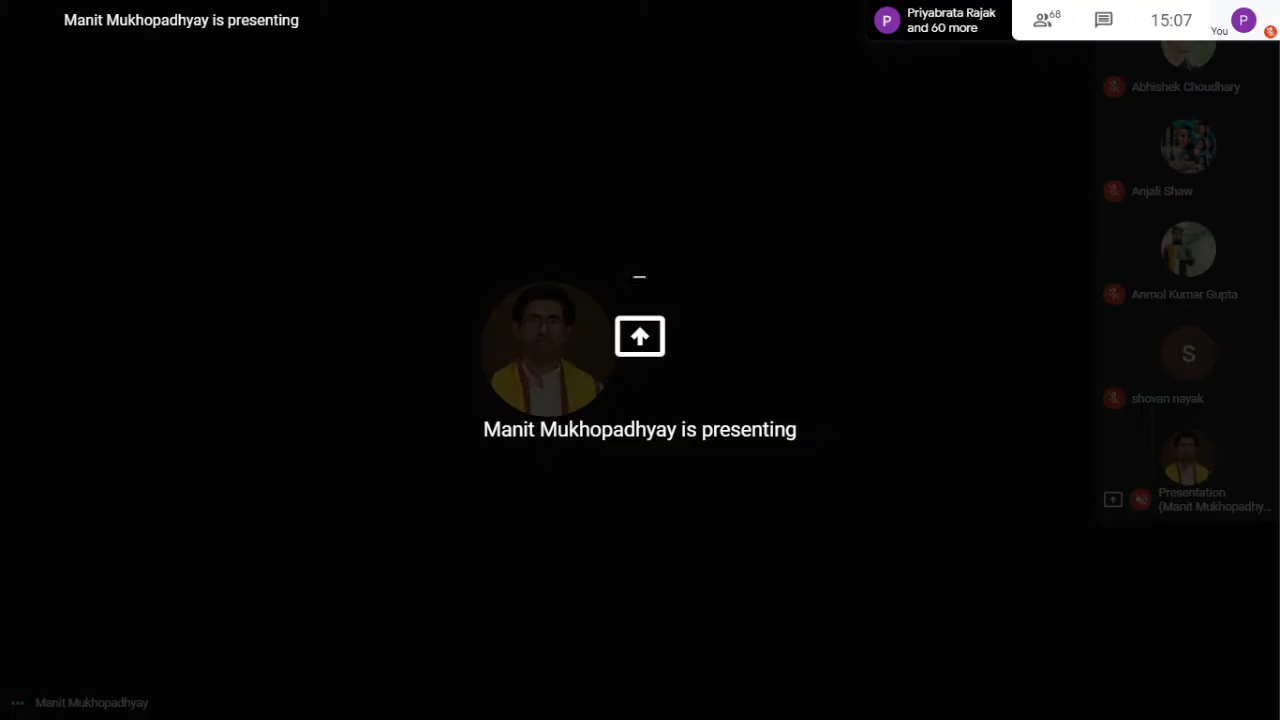 Manit Mukhopadhyay is presenting
P
Priyabrata Rajak
and 60 more
68
15:07
You
P
Abhishek Choudhary
Anjali Shaw
Anmol Kumar Gupta
S
shovan nayak
Manit Mukhopadhyay is presenting
Presentation
(Manit Mukhopadhy...
Manit Mukhopadhyay